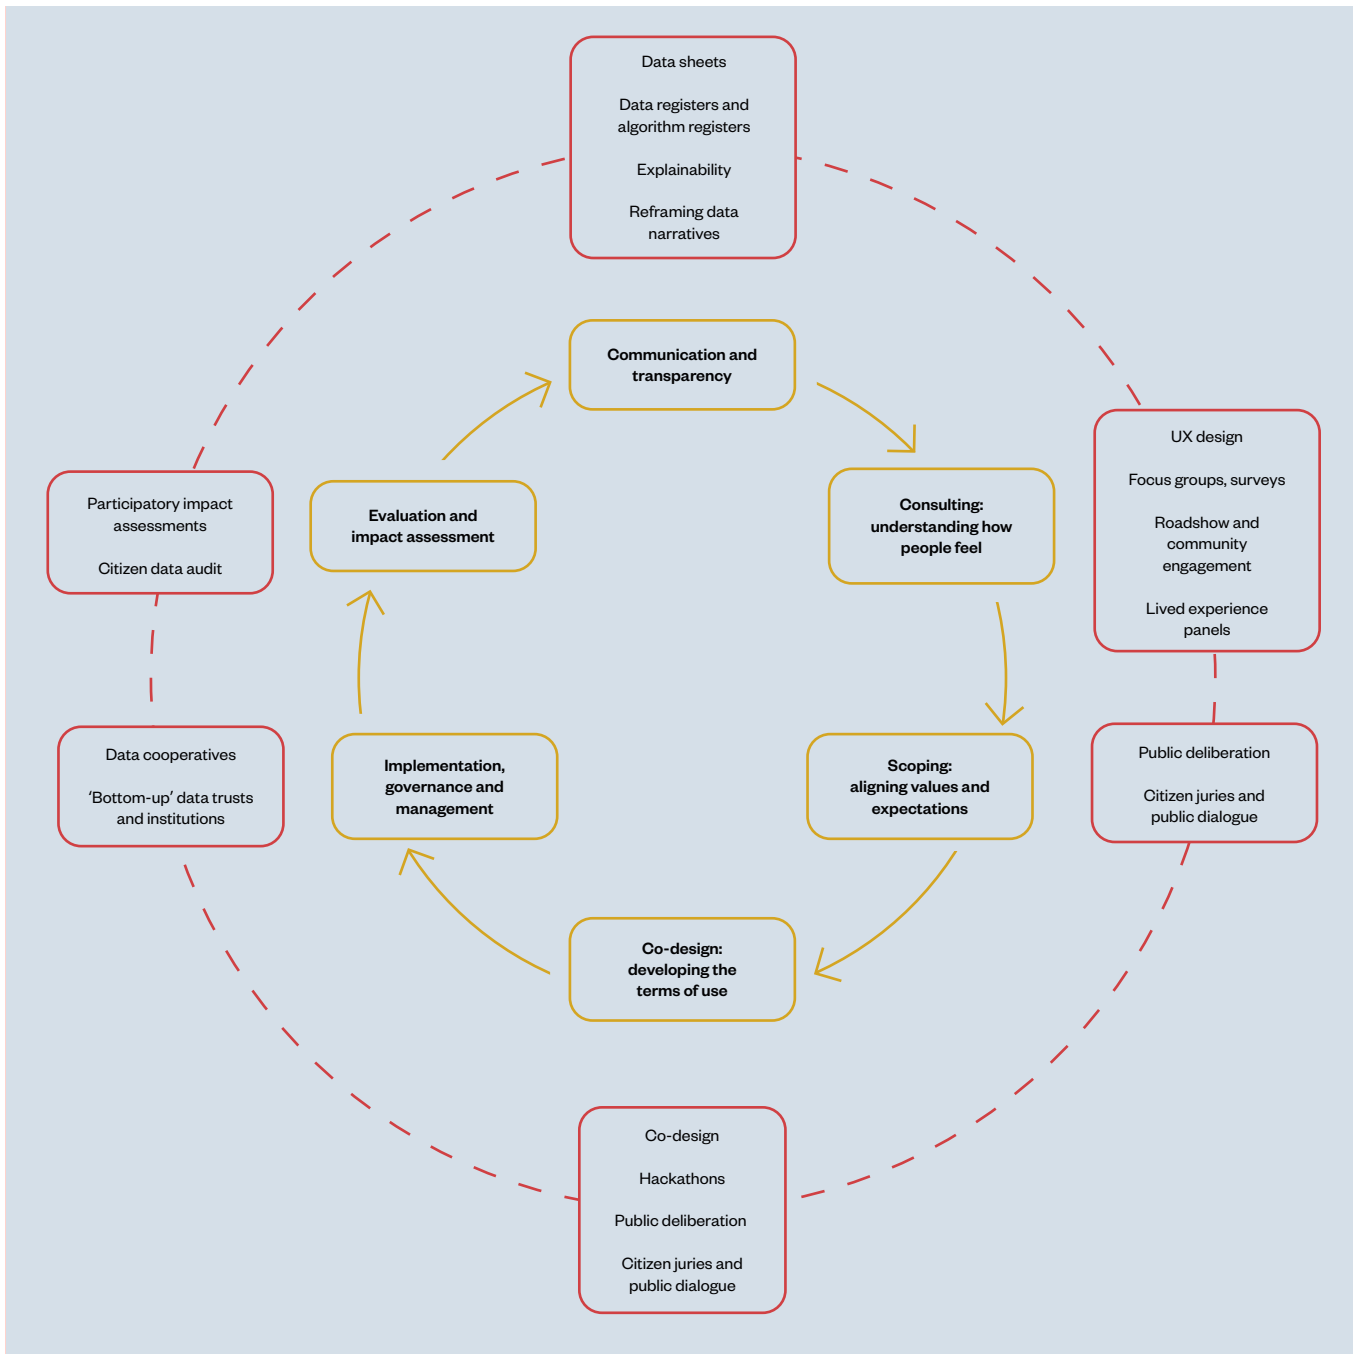 Data sheets
Data registers and
algorithm registers
Explainability
Reframing data
narratives
Communication and
transparency
Consulting:
understanding how
people feel
UX design
Focus groups, surveys
Roadshow and
community
engagement
Lived experience
panels
Scoping:
aligning values and
expectations
Public deliberation
Citizen juries and
public dialogue
Co-design:
developing the
terms of use
Co-design
Hackathons
Public deliberation
Citizen juries and
public dialogue
Implementation,
governance and
management
Data cooperatives
‘Bottom-up’ data trusts
and institutions
Evaluation and
impact assessment
Participatory impact
assessments
Citizen data audit